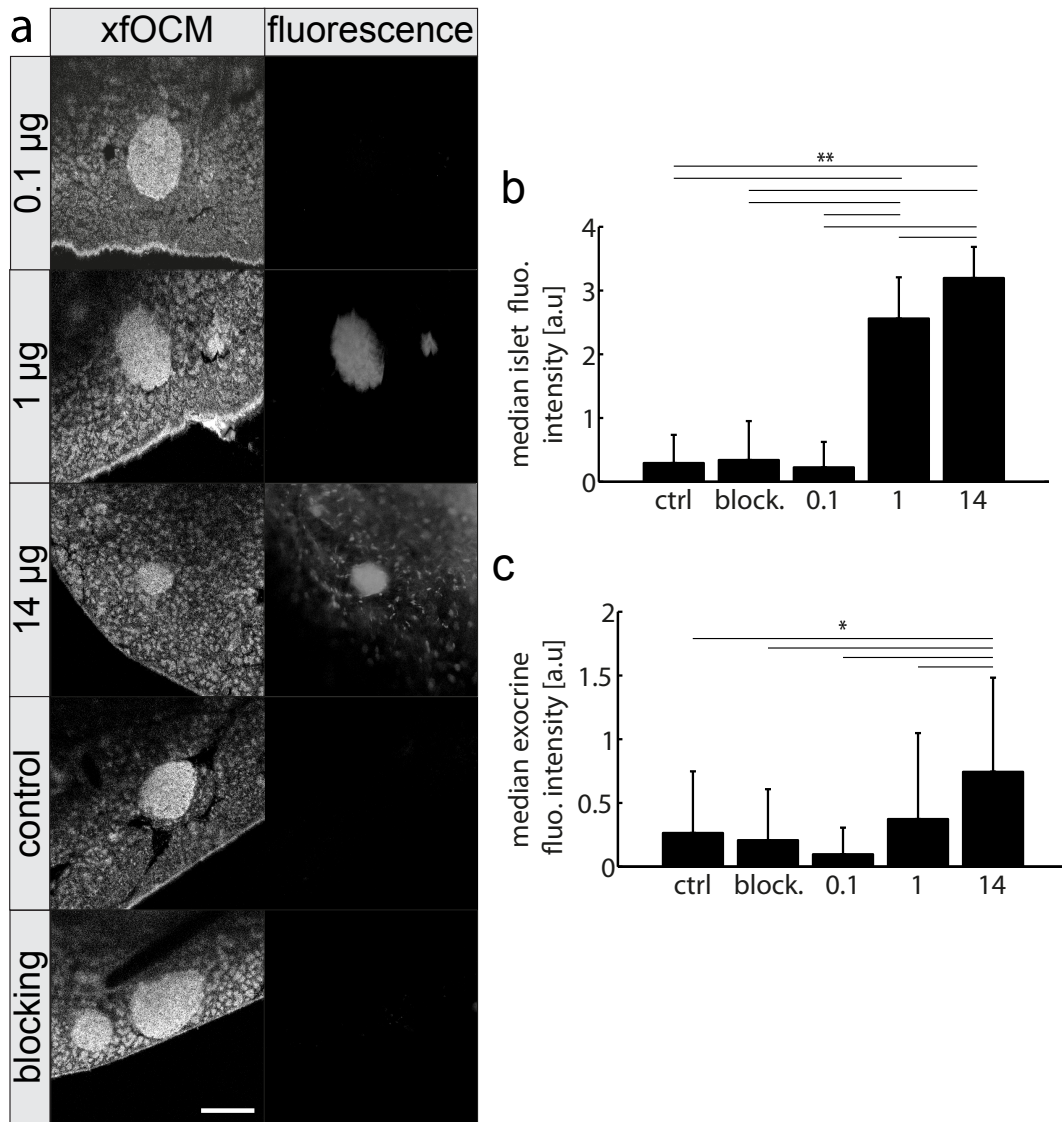 a
xfOCM
fluorescence
0.1 µg
1 µg
14 µg
control
blocking
b
**
median islet fluo.
intensity [a.u]
4
3
2
1
0
ctrl
block.
0.1
1
14
c
*
median exocrine
fluo. intensity [a.u]
2
1.5
1
0.5
0
ctrl
block.
0.1
1
14